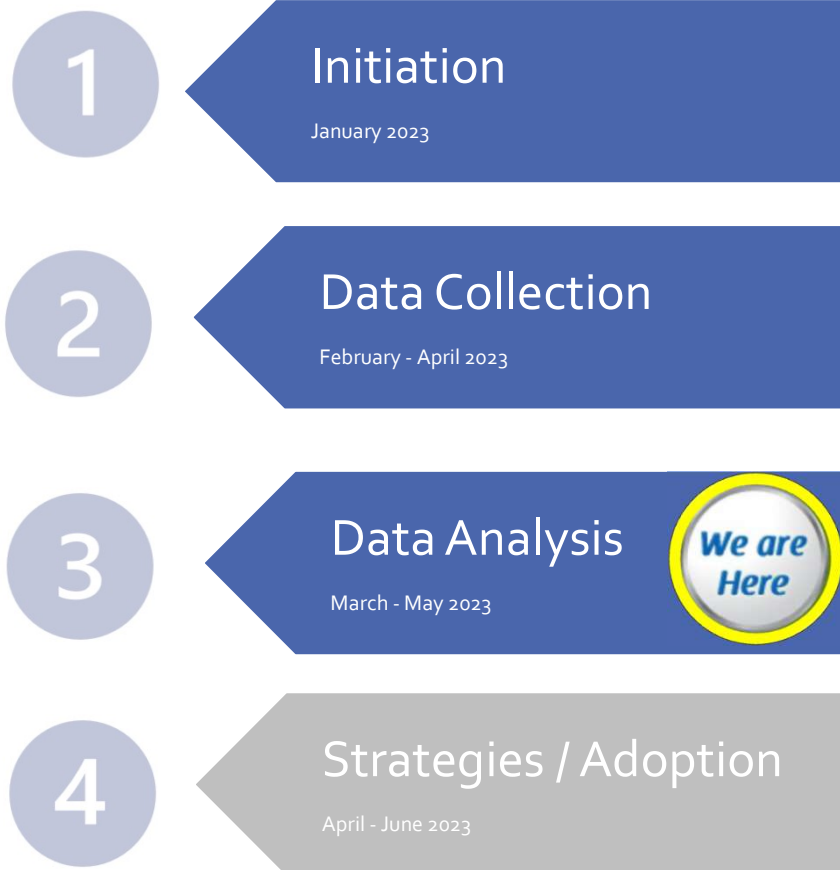 1
Initiation
January 2023
2
Data Collection
February - April 2023
3
Data Analysis
March - May 2023
We are
Here
4
Strategies / Adoption
April - June 2023